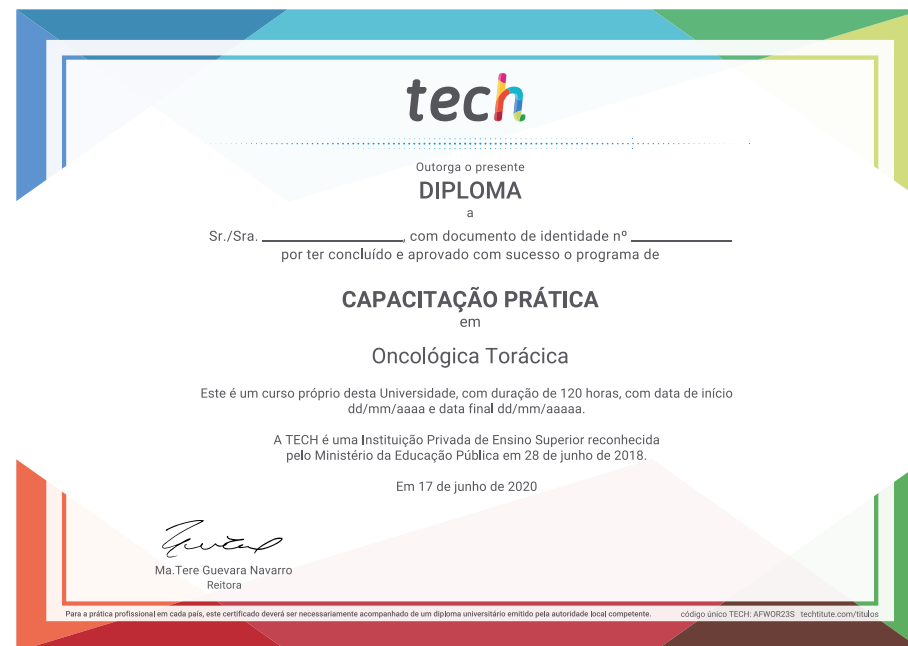 tech
Outorga o presente
DIPLOMA
a
Sr./Sra. ____________________, com documento de identidade nº ______________
por ter concluído e aprovado com sucesso o programa de
CAPACITAÇÃO PRÁTICA
em
Oncológica Torácica
Este é um curso próprio desta Universidade, com duração de 120 horas, com data de início
dd/mm/aaaa e data final dd/mm/aaaaa.
A TECH é uma Instituição Privada de Ensino Superior reconhecida
pelo Ministério da Educação Pública em 28 de junho de 2018.
Em 17 de junho de 2020
Ma.Tere Guevara Navarro
Reitora
Para a prática profissional em cada país, este certificado deverá ser necessariamente acompanhado de um diploma universitário emitido pela autoridade local competente. código único TECH: AFWOR23S techtitute.com/titulos